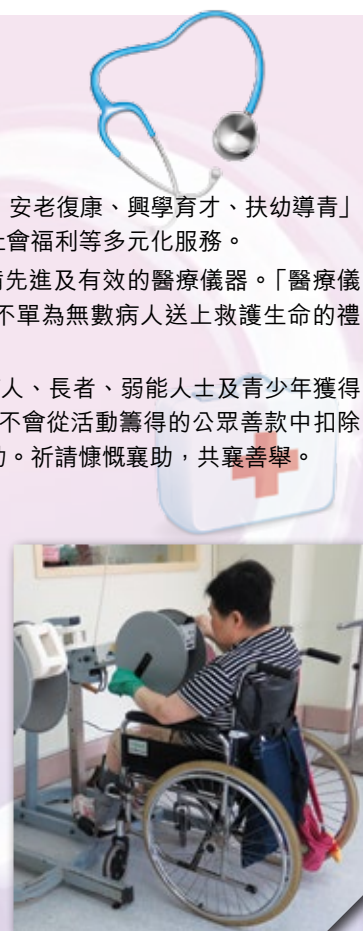 安老復康、興學育才、扶幼導青」
會福利等多元化服務。
先進及有效的醫療儀器。「醫療儀
不單為無數病人送上救護生命的禮
人、長者、弱能人士及青少年獲得
不會從活動籌得的公眾善款中扣除
。祈請慷慨襄助，共襄善舉。